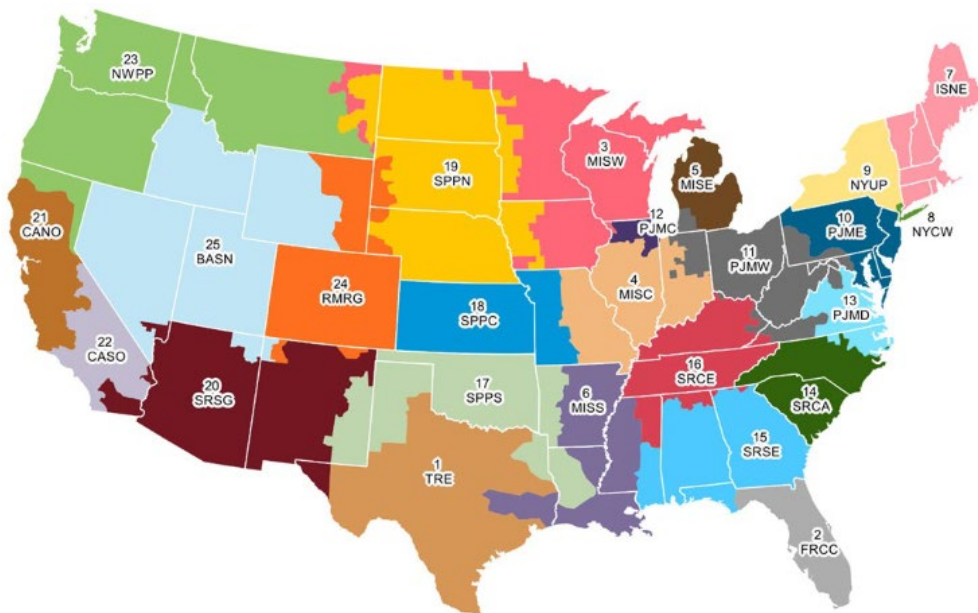 23
NWPP
7
ISNE
3
MISW
5
MISE
19
SPPN
9
NYUP
21
CANO
12
PJMC
10
PJME
8
NYCW
25
BASN
11
PJMW
24
RMRG
4
MISC
13
PJMD
18
SPPC
22
CASO
16
SRCE
17
SPPS
20
SRSG
6
MISS
14
SRCA
15
SRSE
1
TRE
2
FRCC